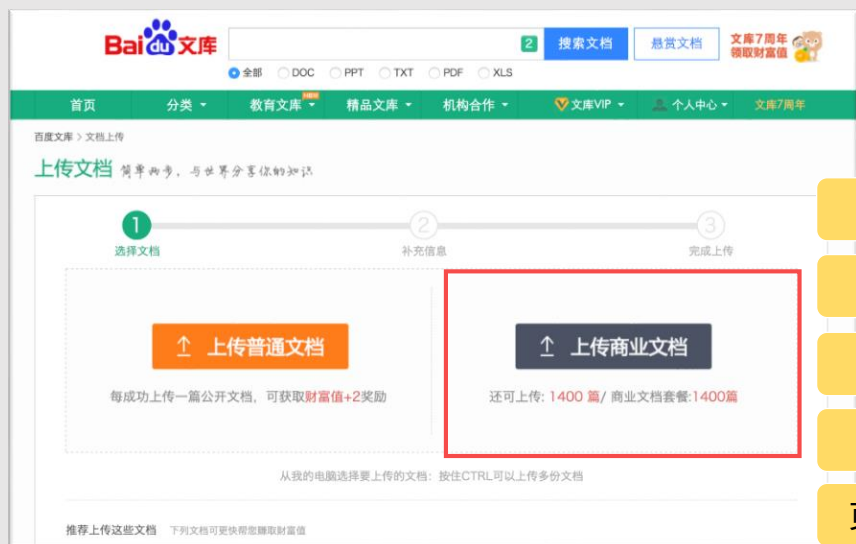 Bai du 文库
2 搜索文档 悬赏文档 文库7周年
领取财富值
全部 DOC PPT TXT PDF XLS
首页 分类 教育文库 NEW 精品文库 机构合作 文库VIP 个人中心 文库7周年
百度文库 > 文档上传
上传文档 简单两步，与世界分享你的知识
1 2 3
选择文档 补充信息 完成上传
上传普通文档 上传商业文档
每成功上传一篇公开文档，可获取财富值+2奖励 还可上传: 1400 篇/ 商业文档套餐:1400篇
从我的电脑选择要上传的文档：按住CTRL可以上传多份文档
推荐上传这些文档 下列文档可更快帮您赚取财富值